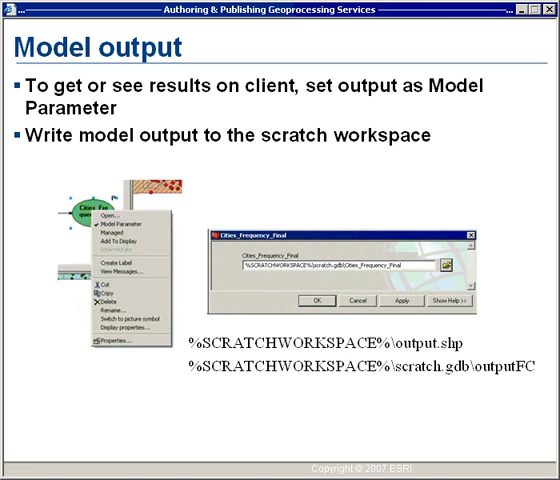 Authoring & Publishing Geoprocessing Services
Model output
To get or see results on client, set output as Model
Parameter
Write model output to the scratch workspace
P
Cities_Fre
Open...
Model Parameter
Managed
Add To Display
Intermediate
Create Label
View Messages...
Cut
Copy
Delete
Rename...
Switch to picture symbol
Display properties...
Properties...
Cities_Frequency_Final
Cities_Frequency_Final
%SCRATCHWORKSPACE%\scratch.gdb\Cities_Frequency_Final
OK
Cancel
Apply
Show Help >>
%SCRATCHWORKSPACE%\output.shp
%SCRATCHWORKSPACE%\scratch.gdb\outputFC
Copyright © 2007 ESRI